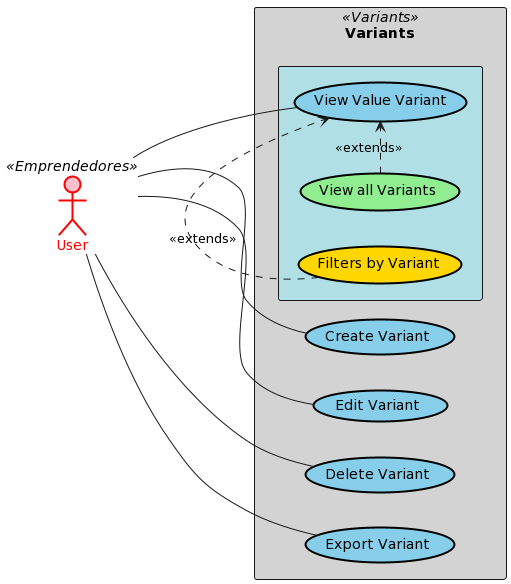 «Variants»
Variants
View Value Variant
«extends»
«Emprendedores»
View all Variants
User
«extends»
Filters by Variant
Create Variant
Edit Variant
Delete Variant
Export Variant